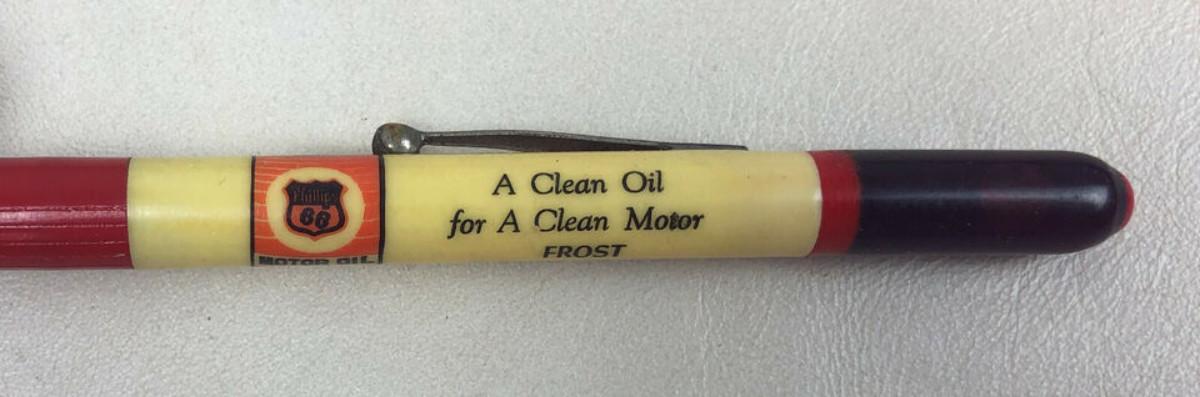 Phillips
66
MOTOR OIL
A Clean Oil
for A Clean Motor
FROST